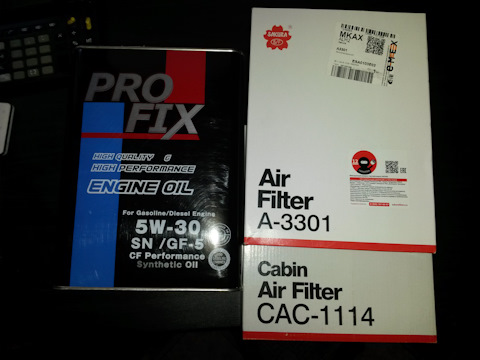 PRO
FIX
HIGH QUALITY &
HIGH PERFORMANCE
ENGINE OIL
For Gasoline/Diesel Engine
5W-30
SN /GF-5
CF Performance
Synthetic Oil
SAKURA
MKAX
EMEX
Air
Filter
A-3301
Cabin
Air Filter
CAC-1114